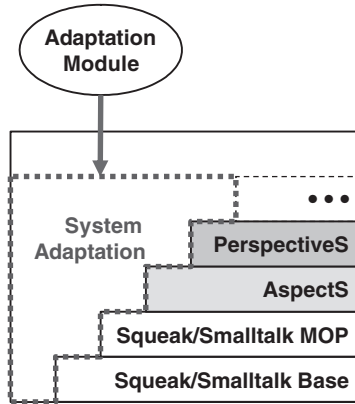 Adaptation
Module
•••
System
Adaptation
PerspectiveS
AspectS
Squeak/Smalltalk MOP
Squeak/Smalltalk Base